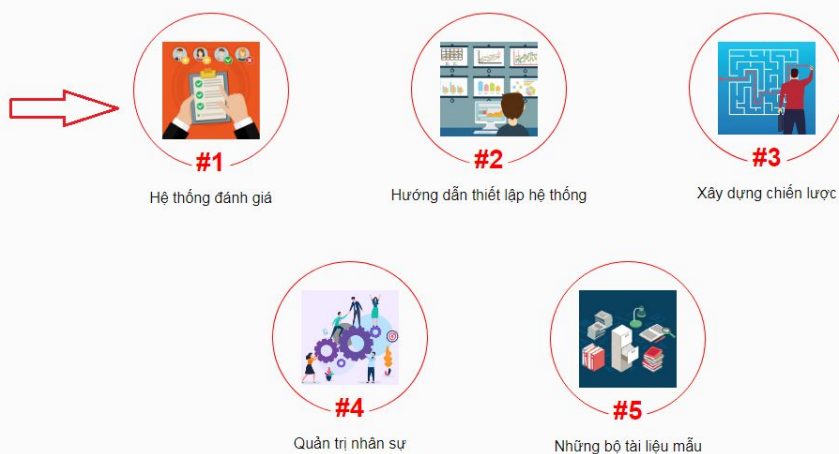 #1
Hệ thống đánh giá
#2
Hướng dẫn thiết lập hệ thống
#3
Xây dựng chiến lược
#4
Quản trị nhân sự
#5
Những bộ tài liệu mẫu